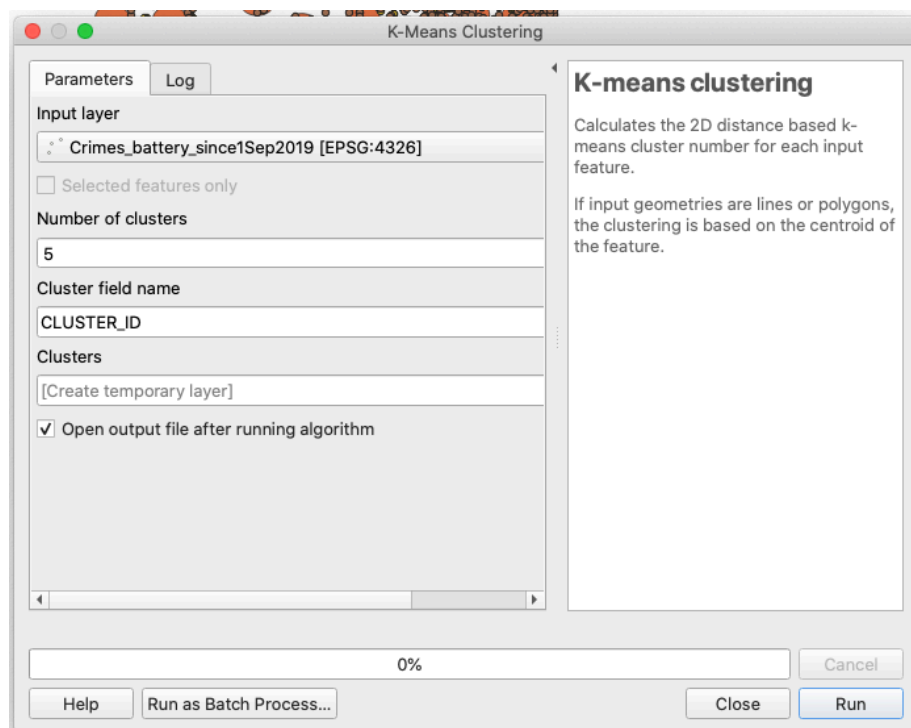 K-Means Clustering
Parameters
Log
Input layer
Crimes_battery_since1Sep2019 [EPSG:4326]
Selected features only
Number of clusters
5
Cluster field name
CLUSTER_ID
Clusters
[Create temporary layer]
Open output file after running algorithm
K-means clustering
Calculates the 2D distance based k-
means cluster number for each input
feature.
If input geometries are lines or polygons,
the clustering is based on the centroid of
the feature.
0%
Cancel
Help
Run as Batch Process...
Close
Run